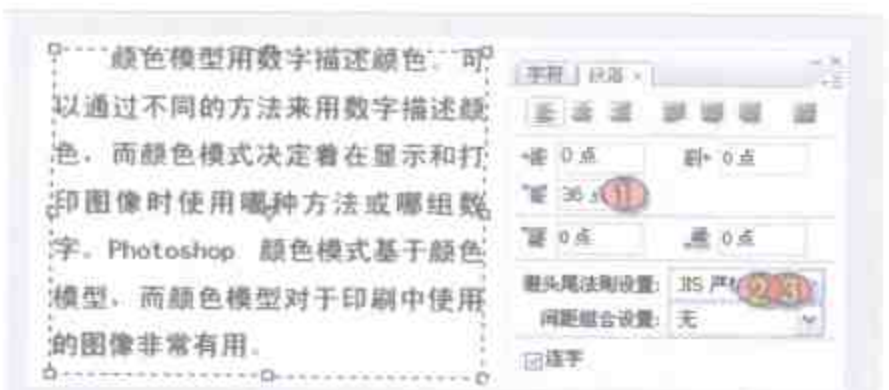 颜色模型用数字描述颜色。可
以通过不同的方法来用数字描述颜
色，而颜色模式决定着在显示和打
印图像时使用哪种方法或哪组数
字。Photoshop 颜色模式基于颜色
模型，而颜色模型对于印刷中使用
的图像非常有用。
字符 段落 ×
0 点 0 点
36 点 1
0 点 0 点
避头尾法则设置: JIS 严格 2 3
间距组合设置: 无
连字